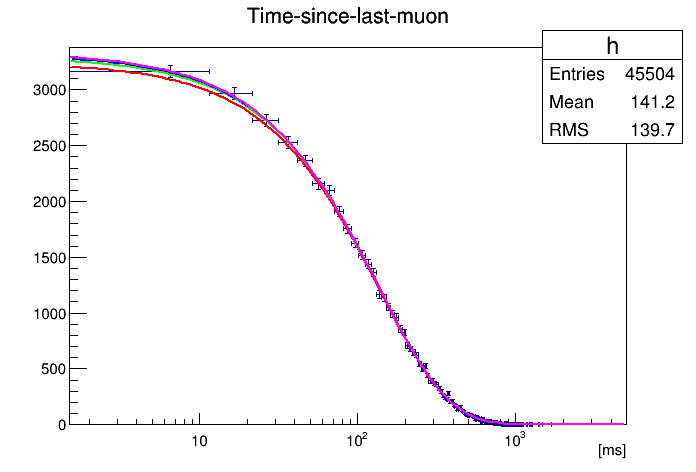 Time-since-last-muon
h
Entries 45504
Mean 141.2
RMS 139.7
3000
2500
2000
1500
1000
500
0
10 10² 10³
[ms]